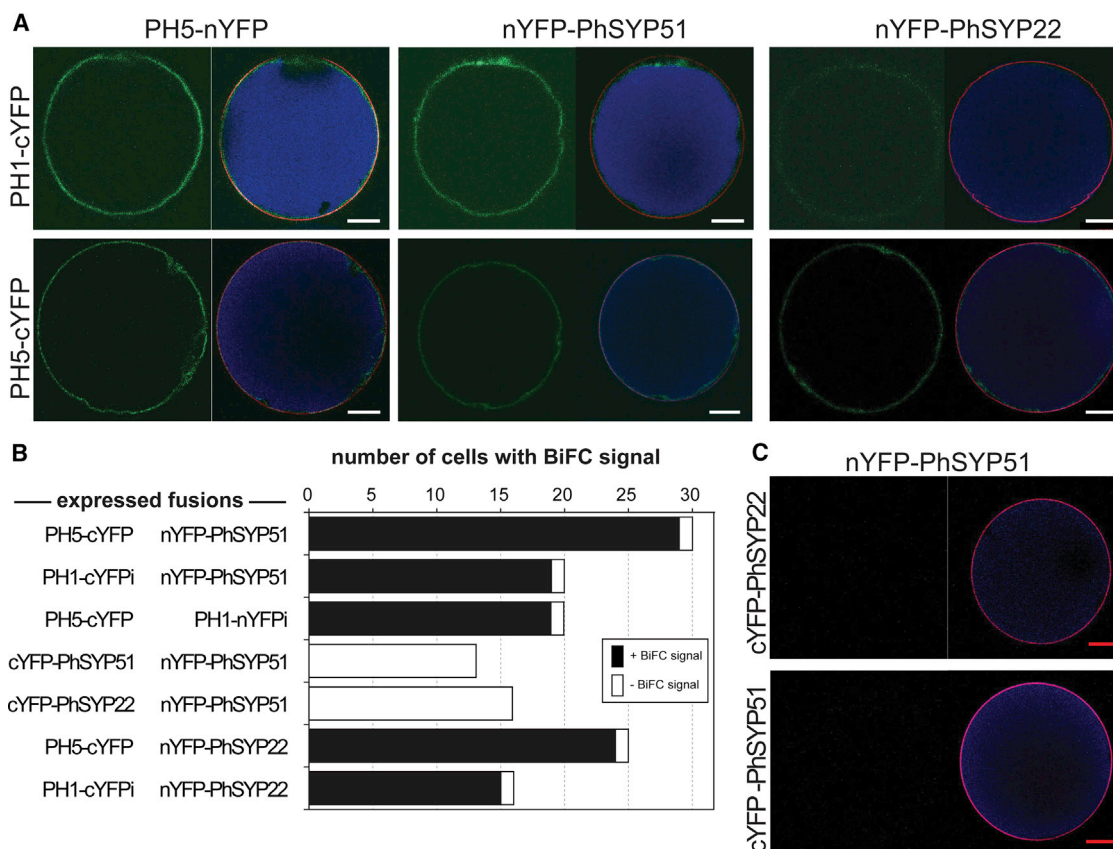 A
PH5-nYFP
nYFP-PhSYP51
nYFP-PhSYP22
PH1-cYFP
PH5-cYFP
B
number of cells with BiFC signal
expressed fusions
0 5 10 15 20 25 30
PH5-cYFP nYFP-PhSYP51
PH1-cYFPi nYFP-PhSYP51
PH5-cYFP PH1-nYFPi
cYFP-PhSYP51 nYFP-PhSYP51
cYFP-PhSYP22 nYFP-PhSYP51
PH5-cYFP nYFP-PhSYP22
PH1-cYFPi nYFP-PhSYP22
+ BiFC signal
- BiFC signal
C
nYFP-PhSYP51
cYFP-PhSYP22
cYFP-PhSYP51